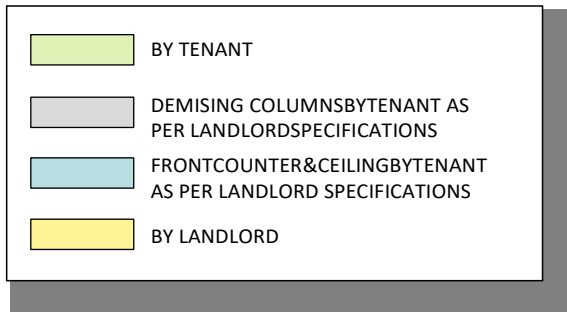 BY TENANT
DEMISING COLUMNSBYTENANT AS
PER LANDLORDSPECIFICATIONS
FRONTCOUNTER&CEILINGBYTENANT
AS PER LANDLORD SPECIFICATIONS
BY LANDLORD